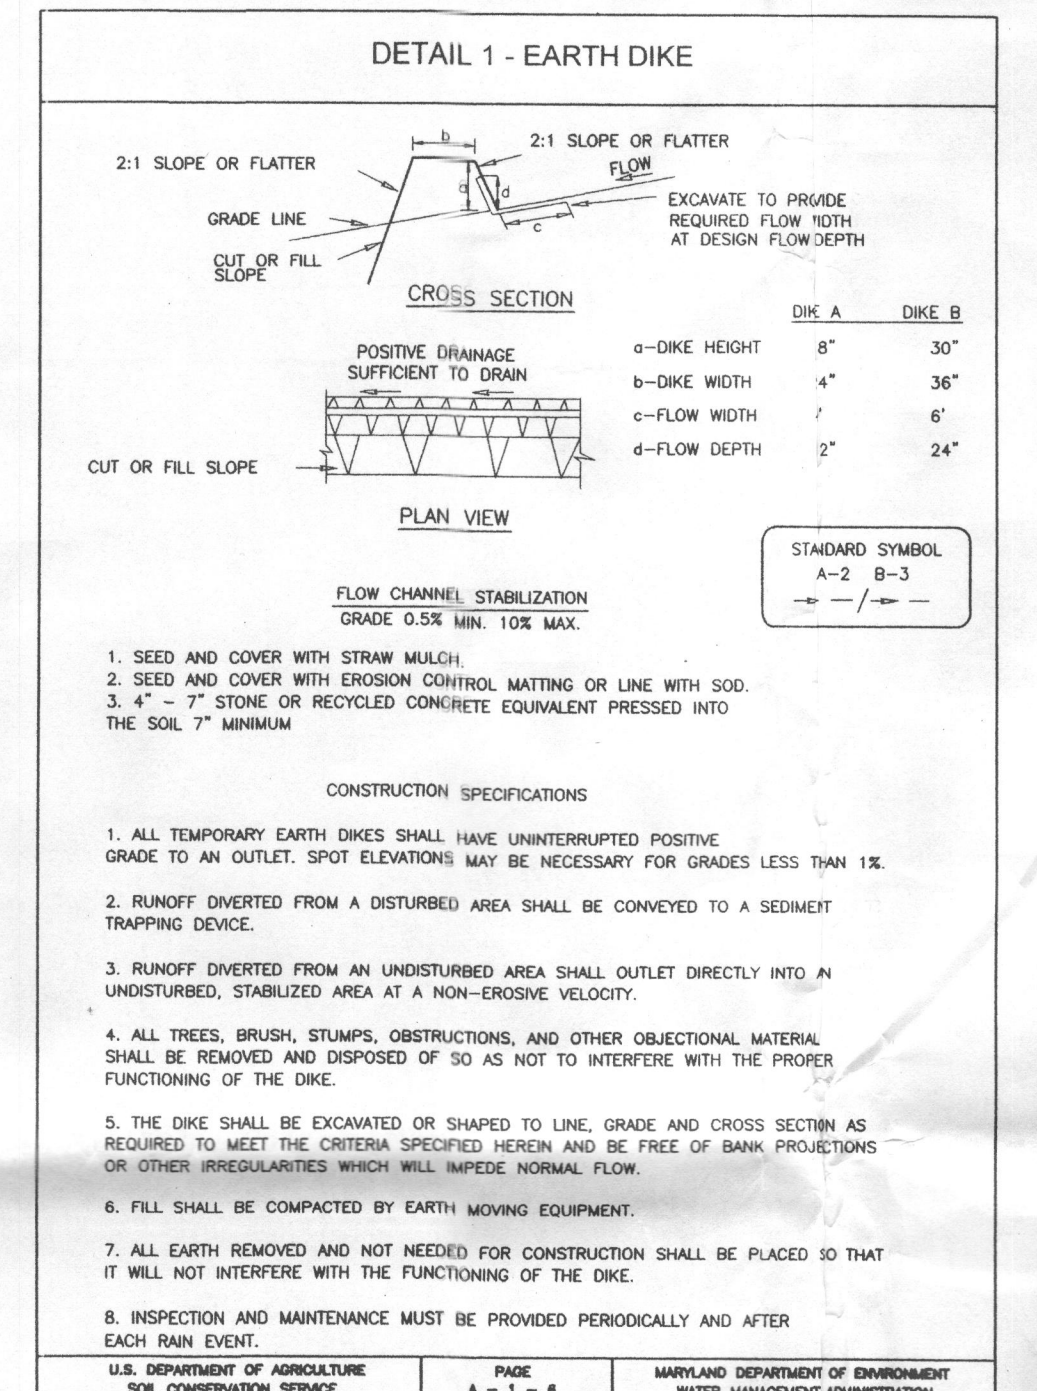 DETAIL 1 - EARTH DIKE
b
2:1 SLOPE OR FLATTER
2:1 SLOPE OR FLATTER
FLOW
a
d
EXCAVATE TO PROVIDE
GRADE LINE
REQUIRED FLOW WIDTH
c
AT DESIGN FLOW DEPTH
CUT OR FILL
SLOPE
CROSS SECTION
DIKE A DIKE B
POSITIVE DRAINAGE
SUFFICIENT TO DRAIN
a-DIKE HEIGHT 8" 30"
b-DIKE WIDTH 4" 36"
c-FLOW WIDTH ' 6'
d-FLOW DEPTH 2" 24"
CUT OR FILL SLOPE
PLAN VIEW
STANDARD SYMBOL
A-2 B-3
FLOW CHANNEL STABILIZATION
GRADE 0.5% MIN. 10% MAX.
1. SEED AND COVER WITH STRAW MULCH.
2. SEED AND COVER WITH EROSION CONTROL MATTING OR LINE WITH SOD.
3. 4" - 7" STONE OR RECYCLED CONCRETE EQUIVALENT PRESSED INTO
THE SOIL 7" MINIMUM
CONSTRUCTION SPECIFICATIONS
1. ALL TEMPORARY EARTH DIKES SHALL HAVE UNINTERRUPTED POSITIVE
GRADE TO AN OUTLET. SPOT ELEVATIONS MAY BE NECESSARY FOR GRADES LESS THAN 1%.
2. RUNOFF DIVERTED FROM A DISTURBED AREA SHALL BE CONVEYED TO A SEDIMENT
TRAPPING DEVICE.
3. RUNOFF DIVERTED FROM AN UNDISTURBED AREA SHALL OUTLET DIRECTLY INTO AN
UNDISTURBED, STABILIZED AREA AT A NON-EROSIVE VELOCITY.
4. ALL TREES, BRUSH, STUMPS, OBSTRUCTIONS, AND OTHER OBJECTIONAL MATERIAL
SHALL BE REMOVED AND DISPOSED OF SO AS NOT TO INTERFERE WITH THE PROPER
FUNCTIONING OF THE DIKE.
5. THE DIKE SHALL BE EXCAVATED OR SHAPED TO LINE, GRADE AND CROSS SECTION AS
REQUIRED TO MEET THE CRITERIA SPECIFIED HEREIN AND BE FREE OF BANK PROJECTIONS
OR OTHER IRREGULARITIES WHICH WILL IMPEDE NORMAL FLOW.
6. FILL SHALL BE COMPACTED BY EARTH MOVING EQUIPMENT.
7. ALL EARTH REMOVED AND NOT NEEDED FOR CONSTRUCTION SHALL BE PLACED SO THAT
IT WILL NOT INTERFERE WITH THE FUNCTIONING OF THE DIKE.
8. INSPECTION AND MAINTENANCE MUST BE PROVIDED PERIODICALLY AND AFTER
EACH RAIN EVENT.
U.S. DEPARTMENT OF AGRICULTURE PAGE MARYLAND DEPARTMENT OF ENVIRONMENT
SOIL CONSERVATION SERVICE A - 1 - 6 WATER MANAGEMENT ADMINISTRATION